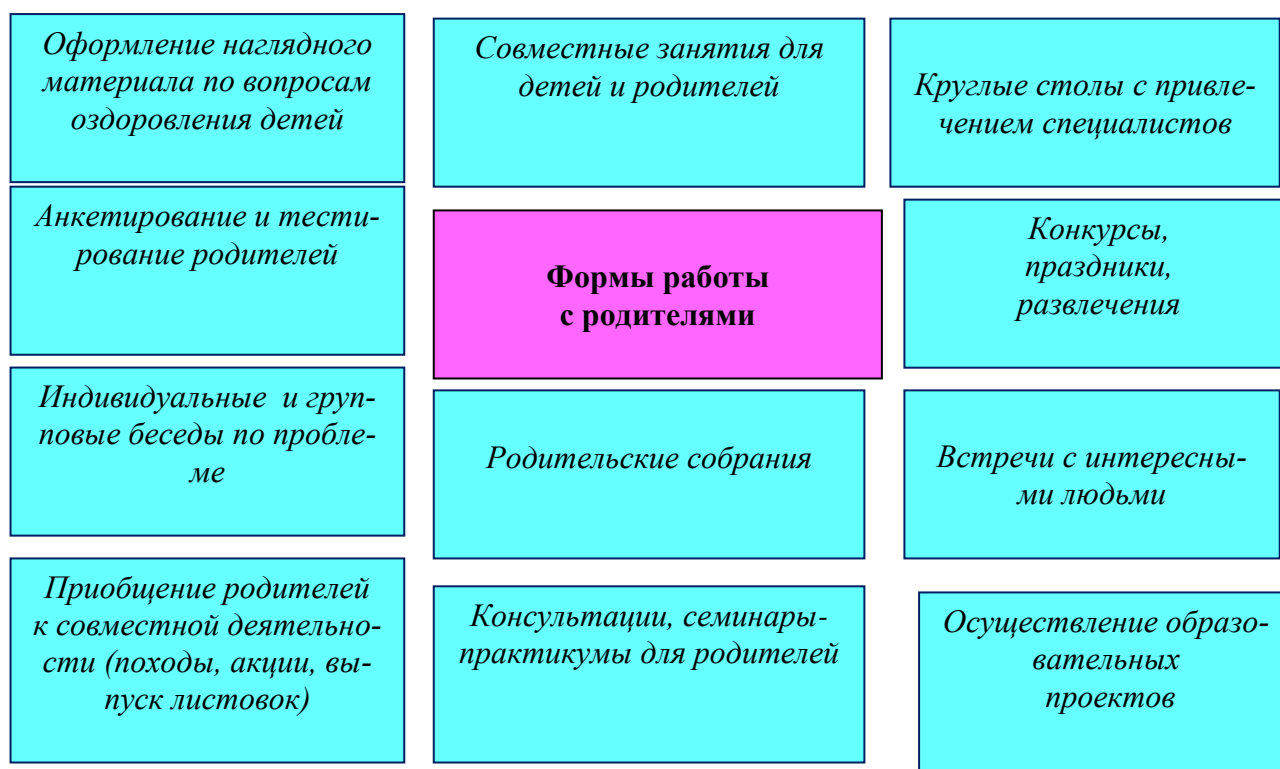 Оформление наглядного
материала по вопросам
оздоровления детей
Совместные занятия для
детей и родителей
Круглые столы с привле-
чением специалистов
Анкетирование и тести-
рование родителей
Формы работы
с родителями
Конкурсы,
праздники,
развлечения
Индивидуальные  и груп-
повые беседы по пробле-
ме
Родительские собрания
Встречи с интересны-
ми людьми
Приобщение родителей
к совместной деятельно-
сти (походы, акции, вы-
пуск листовок)
Консультации, семинары-
практикумы для родителей
Осуществление образо-
вательных
проектов